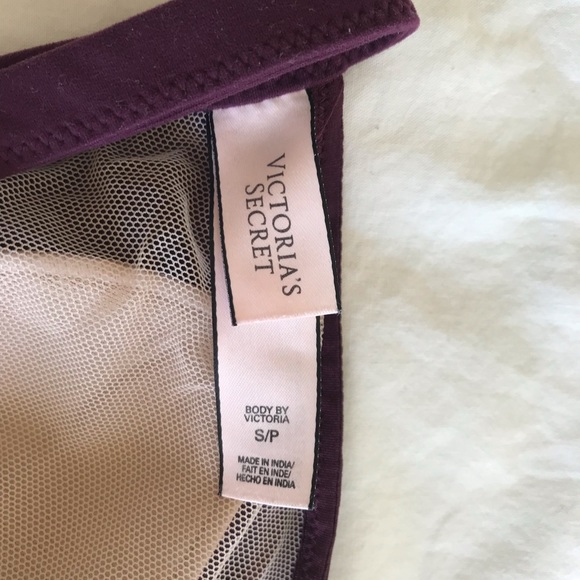 VICTORIA'S
SECRET
BODY BY
VICTORIA
S/P
MADE IN INDIA/
FAIT EN INDE/
HECHO EN INDIA